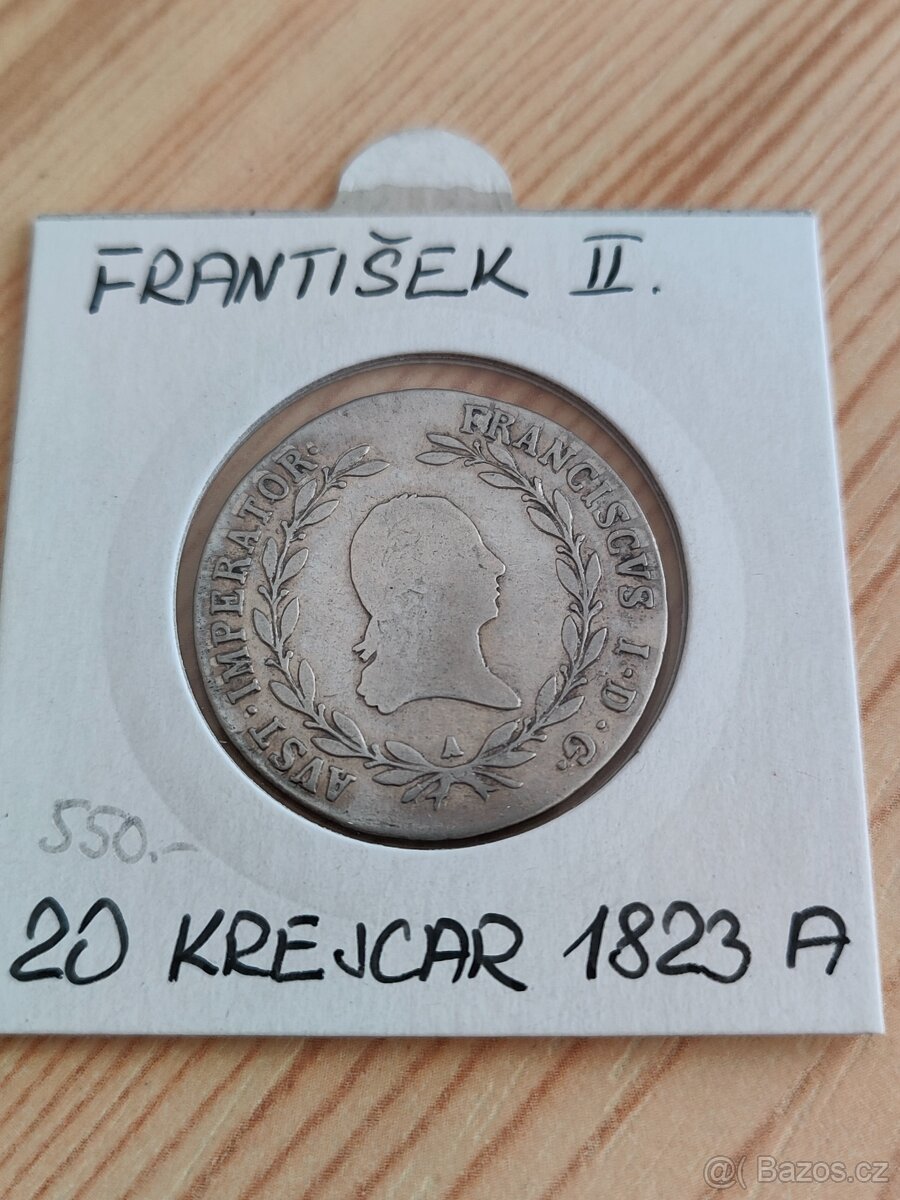 FRANTIŠEK II.
FRANCISCVS I·D·G·
AVST·IMPERATOR·
A
550.-
20 KREJCAR 1823 A
@( Bazos.cz